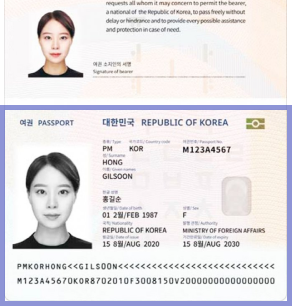 requests all whom it may concern to permit the bearer,
a national of the Republic of Korea, to pass freely without
delay or hindrance and to provide every possible assistance
and protection in case of need.
여권 소지인의 서명
Signature of bearer
여권 PASSPORT
대한민국 REPUBLIC OF KOREA
종류/Type 국가코드/Country code 여권번호/Passport No.
PM KOR M123A4567
성/Surname
HONG
이름/Given names
GILSOON
한글성명
홍길순
생년월일/Date of birth 성별/Sex
01 2월/FEB 1987 F
국적/Nationality 발행관청/Authority
REPUBLIC OF KOREA MINISTRY OF FOREIGN AFFAIRS
발급일/Date of issue 기간만료일/Date of expiry
15 8월/AUG 2020 15 8월/AUG 2030
PMKORHONG<<GILSOON<<<<<<<<<<<<<<<<<<<<<<<<<<